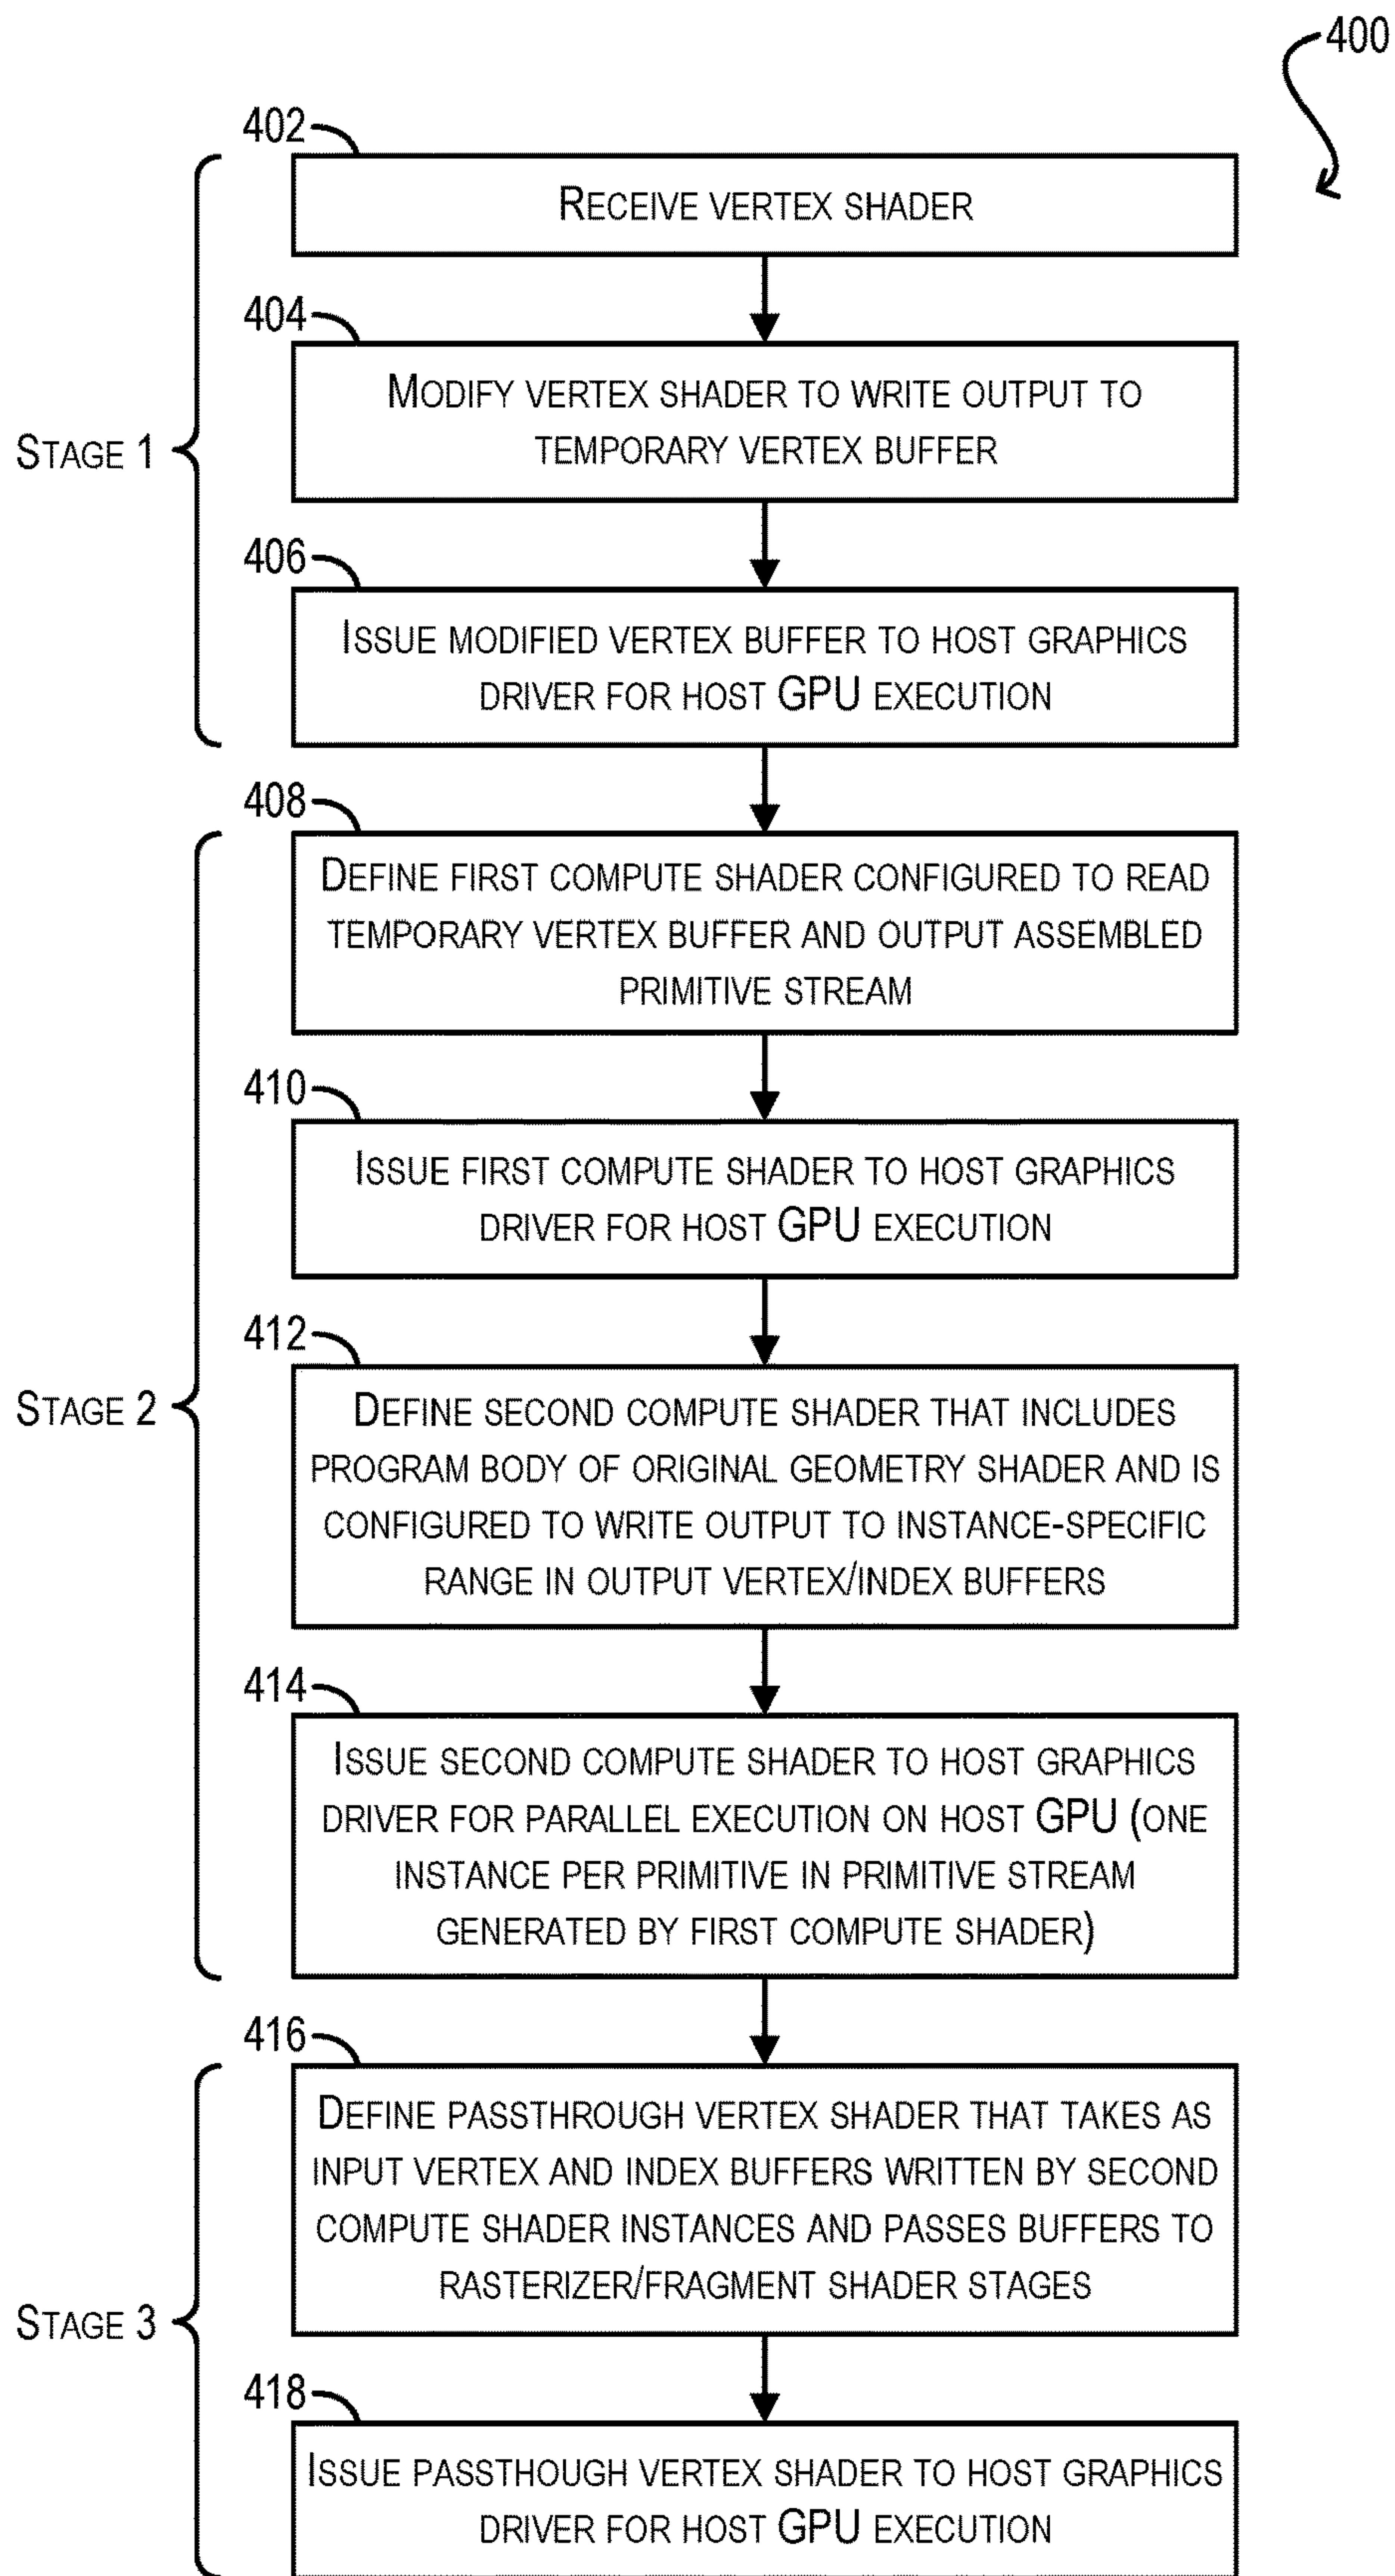 400
402
RECEIVE VERTEX SHADER
404
MODIFY VERTEX SHADER TO WRITE OUTPUT TO
TEMPORARY VERTEX BUFFER
STAGE 1
406
ISSUE MODIFIED VERTEX BUFFER TO HOST GRAPHICS
DRIVER FOR HOST GPU EXECUTION
408
DEFINE FIRST COMPUTE SHADER CONFIGURED TO READ
TEMPORARY VERTEX BUFFER AND OUTPUT ASSEMBLED
PRIMITIVE STREAM
410
ISSUE FIRST COMPUTE SHADER TO HOST GRAPHICS
DRIVER FOR HOST GPU EXECUTION
412
STAGE 2
DEFINE SECOND COMPUTE SHADER THAT INCLUDES
PROGRAM BODY OF ORIGINAL GEOMETRY SHADER AND IS
CONFIGURED TO WRITE OUTPUT TO INSTANCE-SPECIFIC
RANGE IN OUTPUT VERTEX/INDEX BUFFERS
414
ISSUE SECOND COMPUTE SHADER TO HOST GRAPHICS
DRIVER FOR PARALLEL EXECUTION ON HOST GPU (ONE
INSTANCE PER PRIMITIVE IN PRIMITIVE STREAM
GENERATED BY FIRST COMPUTE SHADER)
416
DEFINE PASSTHROUGH VERTEX SHADER THAT TAKES AS
INPUT VERTEX AND INDEX BUFFERS WRITTEN BY SECOND
COMPUTE SHADER INSTANCES AND PASSES BUFFERS TO
RASTERIZER/FRAGMENT SHADER STAGES
STAGE 3
418
ISSUE PASSTHOUGH VERTEX SHADER TO HOST GRAPHICS
DRIVER FOR HOST GPU EXECUTION